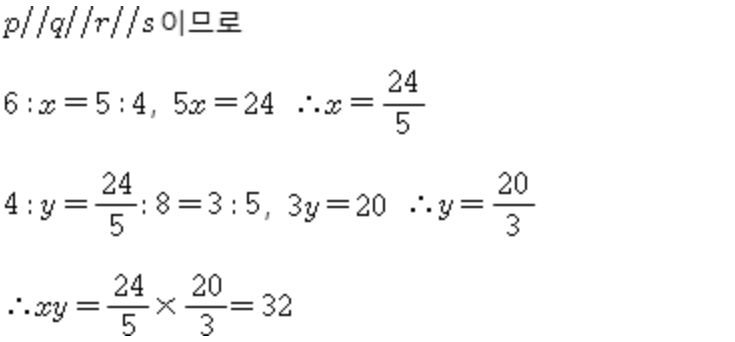 p//q//r//s 이므로
6 : x = 5 : 4, 5x = 24 ∴x = 24/5
4 : y = 24/5 : 8 = 3 : 5, 3y = 20 ∴y = 20/3
∴xy = 24/5 × 20/3 = 32